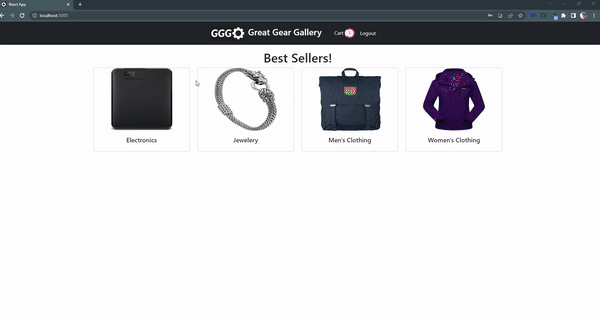 React App
localhost:3000
GGG Great Gear Gallery Cart Logout
Best Sellers!
Electronics Jewelery Men's Clothing Women's Clothing